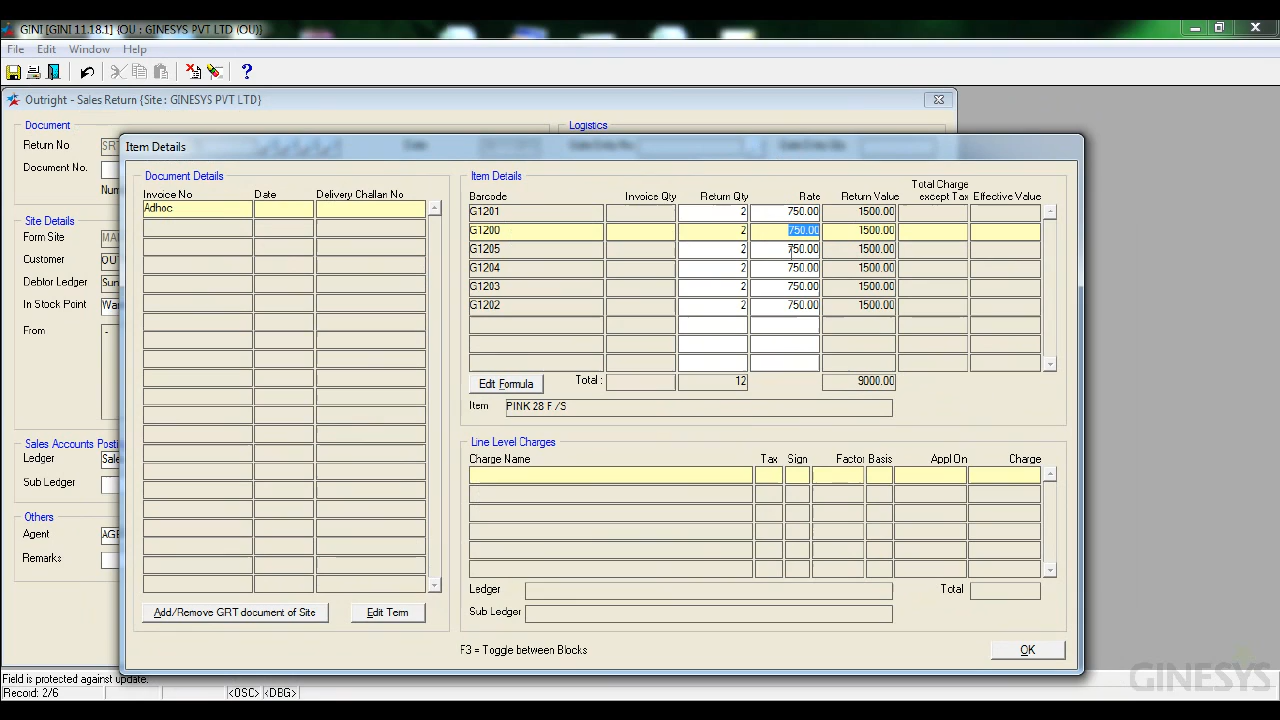 GINI [GINI 11.18.1] {OU : GINESYS PVT LTD (OU)}
File Edit Window Help
Outright - Sales Return {Site : GINESYS PVT LTD}
Document
Logistics
Return No
Document No.
Site Details
Form Site
Customer
Debtor Ledger
In Stock Point
From -
Ledger
Sub Ledger
Others
Agent
Remarks
Item Details
Document Details
Invoice No Date Delivery Challan No
Adhoc
Add/Remove GRT document of Site Edit Term
Item Details
Barcode Invoice Qty Return Qty Rate Return Value Total Charge except Tax Effective Value
G1201 2 750.00 1500.00
G1200 2 750.00 1500.00
G1205 2 750.00 1500.00
G1204 2 750.00 1500.00
G1203 2 750.00 1500.00
G1202 2 750.00 1500.00
Edit Formula Total : 12 9000.00
Item PINK 28 F /S
Line Level Charges
Charge Name Tax Sign Factor Basis Appl On Charge
Ledger Total
Sub Ledger
F3 = Toggle between Blocks OK
Field is protected against update.
Record: 2/6 <OSC> <DBG>
GINESYS